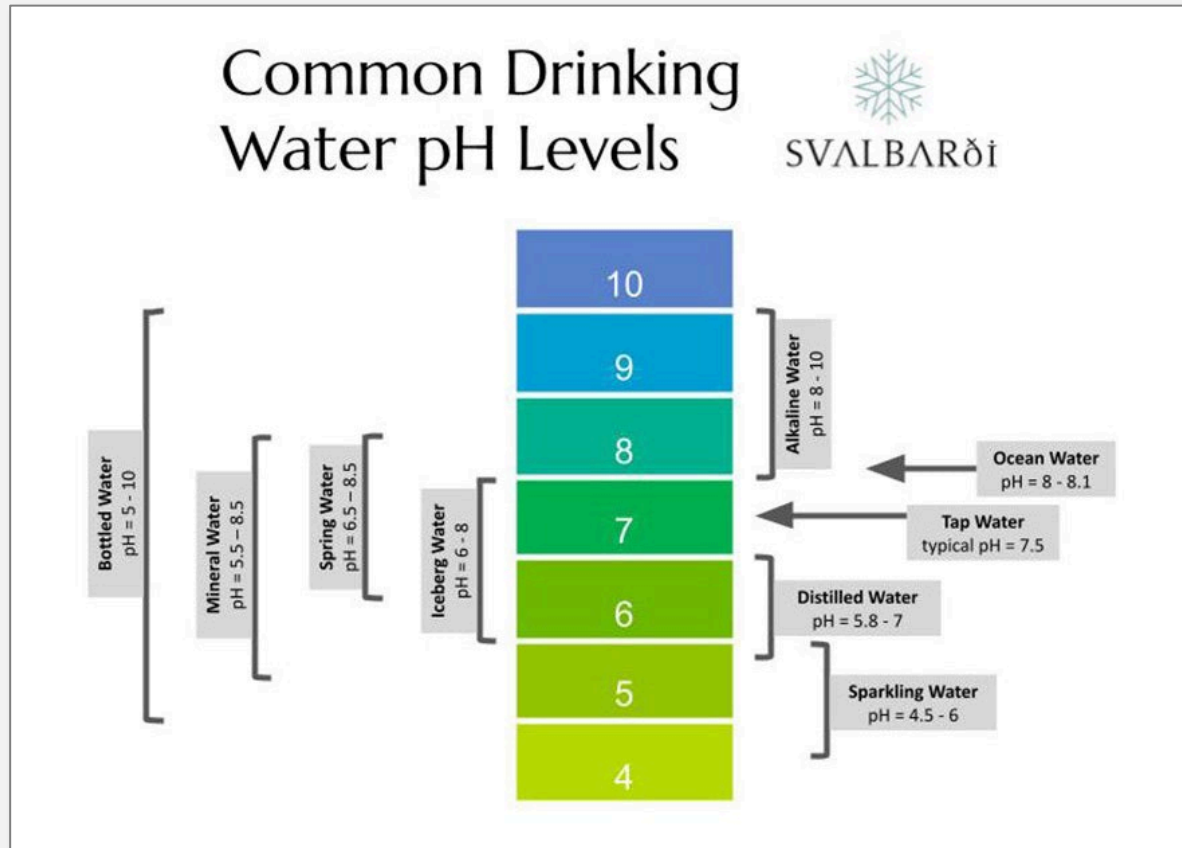 Common Drinking
Water pH Levels
SVALBARði
10
9
8
7
6
5
4
Bottled Water
pH = 5 - 10
Mineral Water
pH = 5.5 – 8.5
Spring Water
pH = 6.5 – 8.5
Iceberg Water
pH = 6 - 8
Alkaline Water
pH = 8 - 10
Ocean Water
pH = 8 - 8.1
Tap Water
typical pH = 7.5
Distilled Water
pH = 5.8 - 7
Sparkling Water
pH = 4.5 - 6